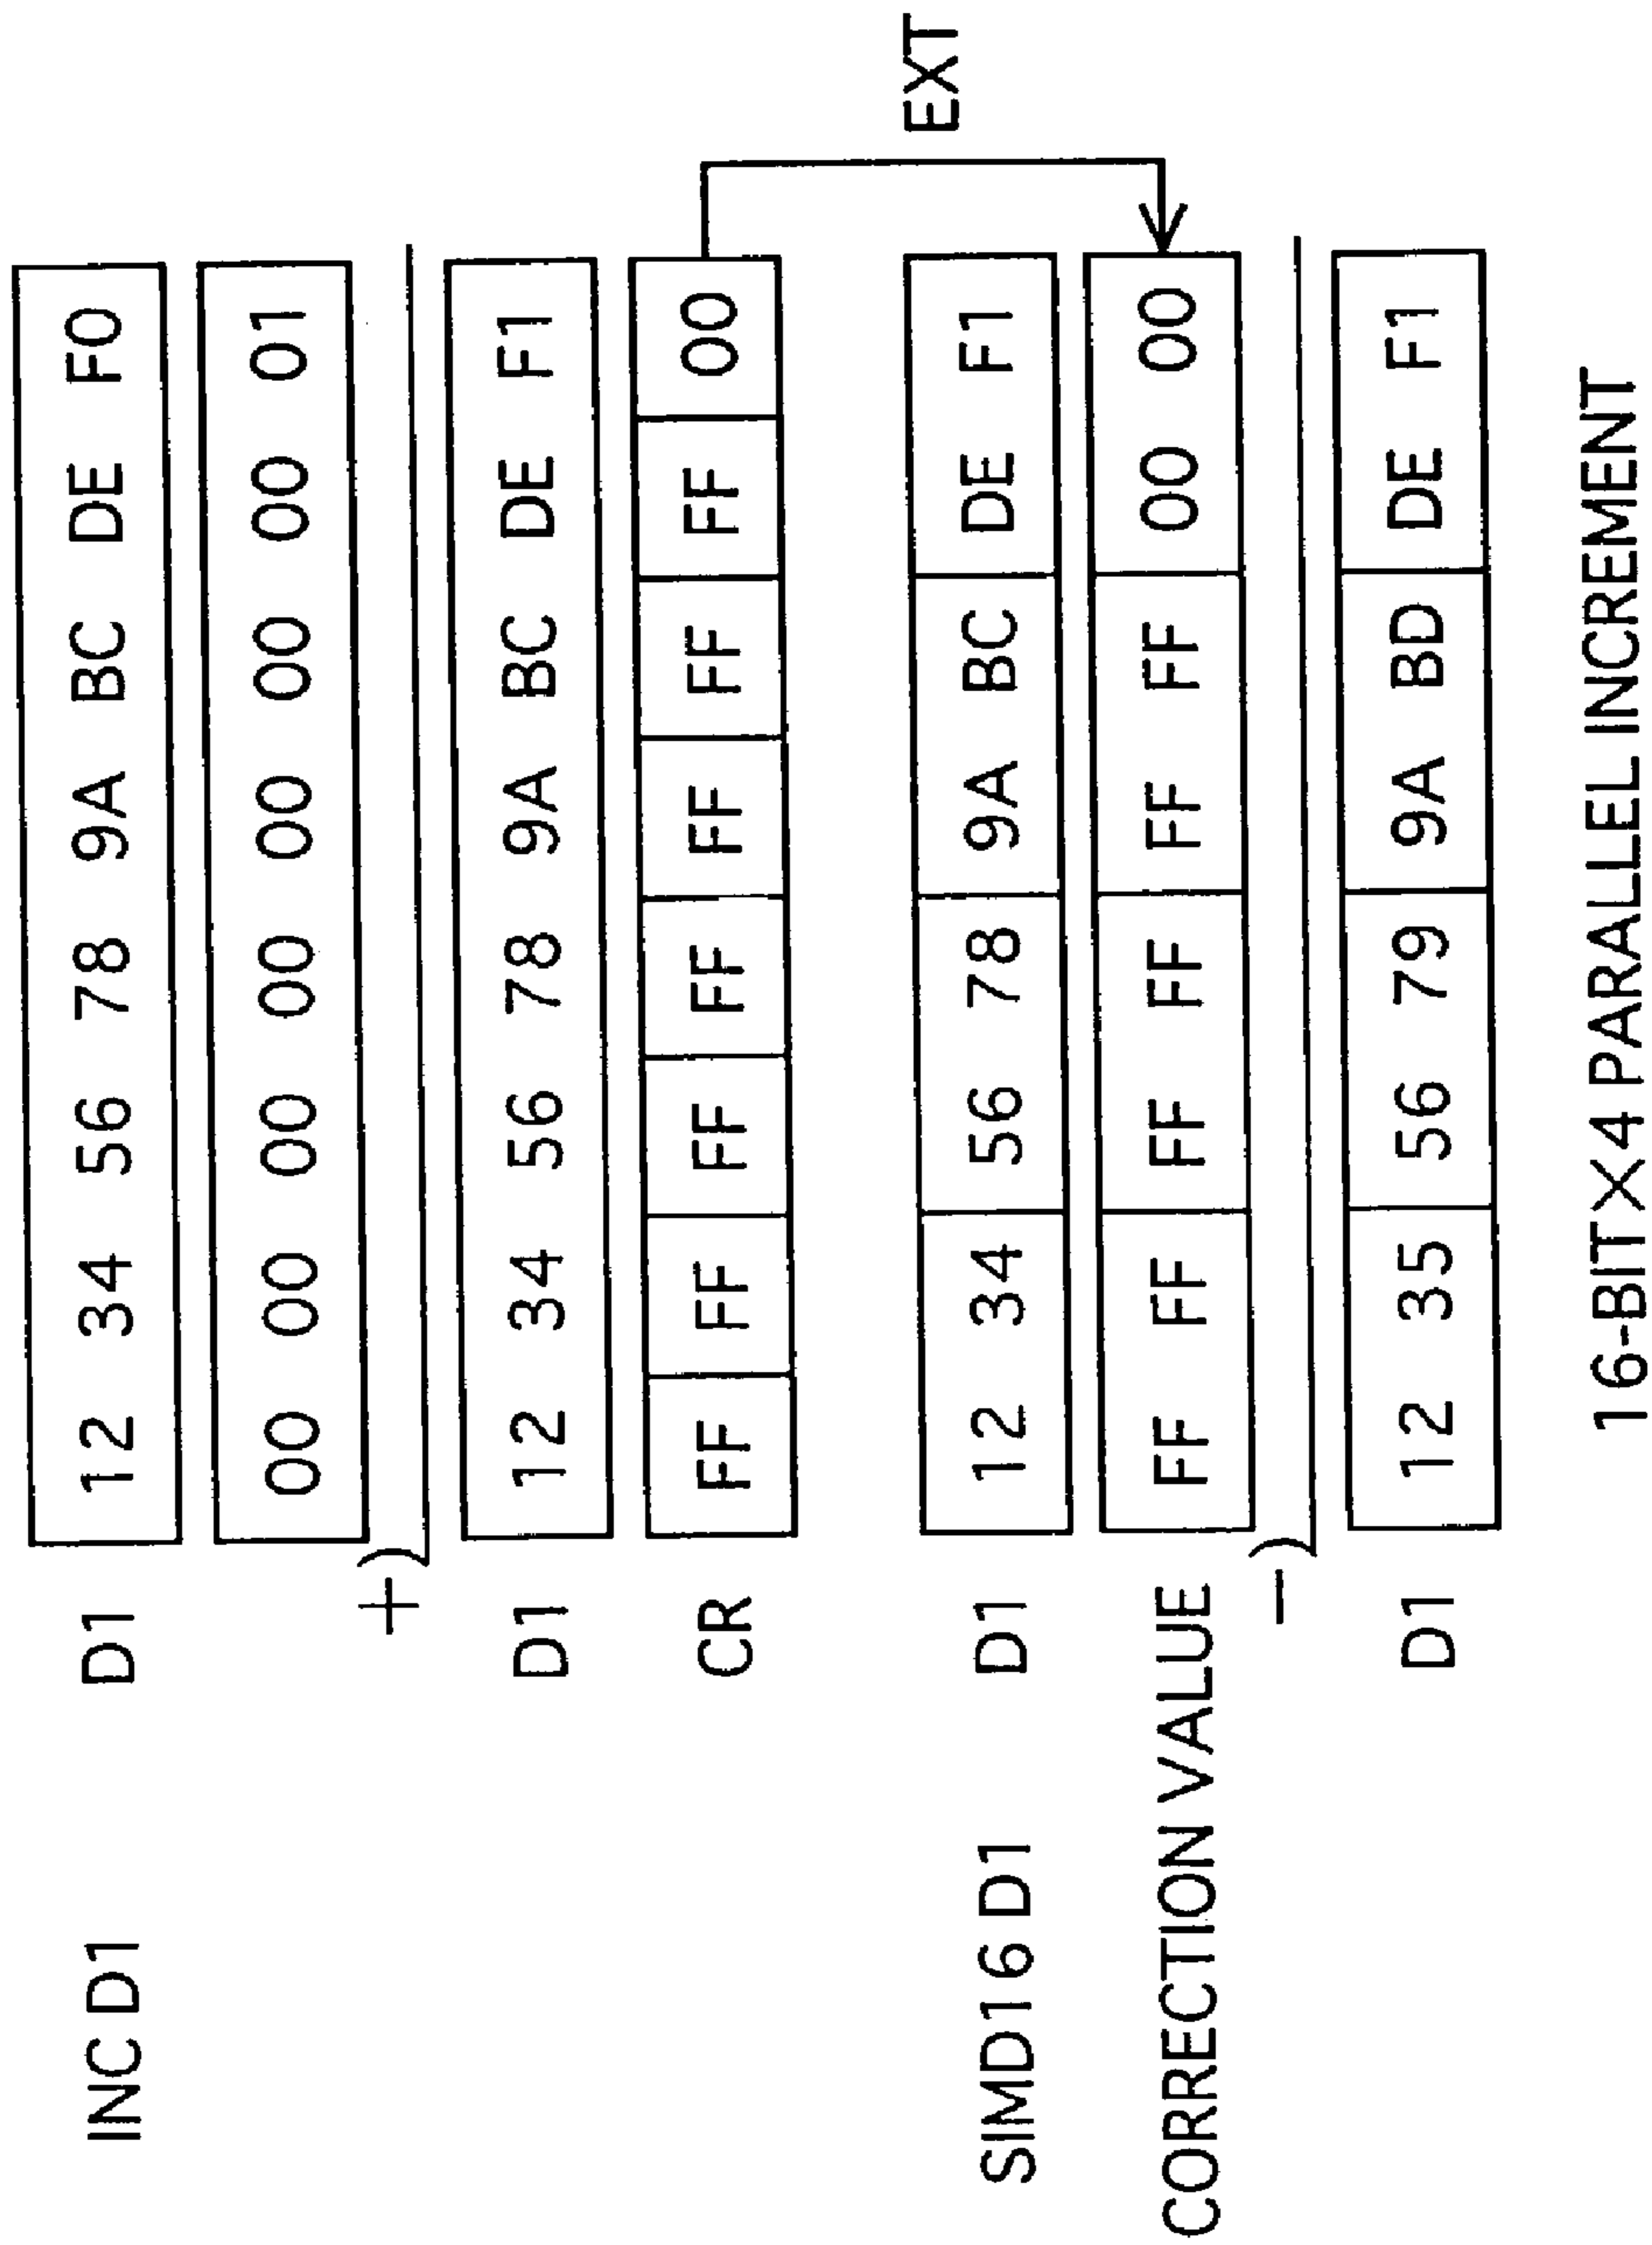 INC D1 D1 12 34 56 78 9A BC DE F0
00 00 00 00 00 00 00 01
+)
D1 12 34 56 78 9A BC DE F1
CR FF FF FF FF FF FF FF 00
EXT
SIMD16 D1 D1 12 34 56 78 9A BC DE F1
CORRECTION VALUE FF FF FF FF FF FF 00 00
−)
D1 12 35 56 79 9A BD DE F1
16-BIT×4 PARALLEL INCREMENT